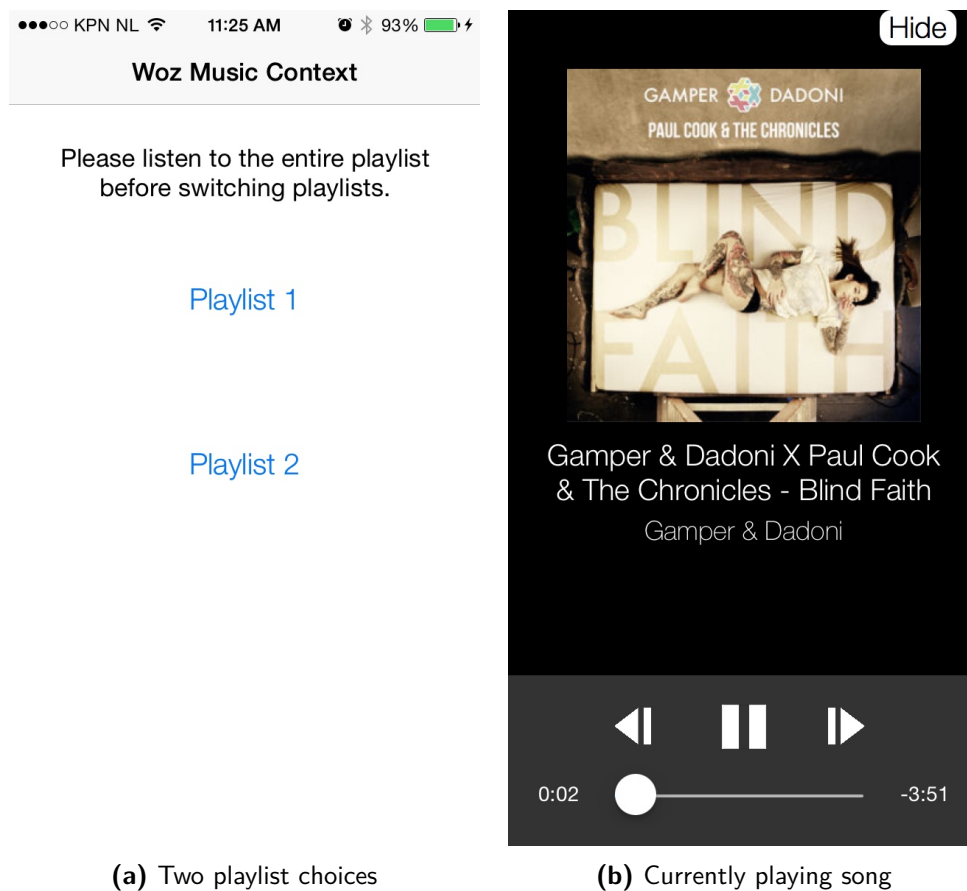 KPN NL 11:25 AM 93%
Woz Music Context
Please listen to the entire playlist
before switching playlists.
Playlist 1
Playlist 2
(a) Two playlist choices
Hide
GAMPER DADONI
PAUL COOK & THE CHRONICLES
BLIND
FAITH
Gamper & Dadoni X Paul Cook
& The Chronicles - Blind Faith
Gamper & Dadoni
0:02 -3:51
(b) Currently playing song